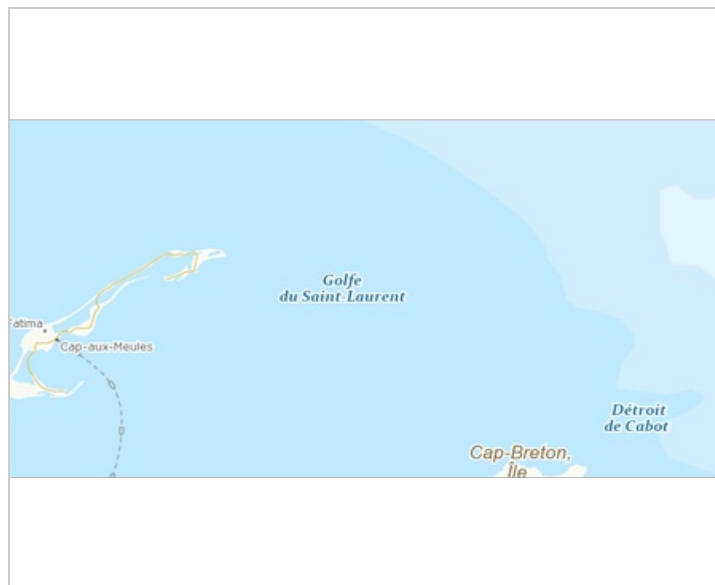 Golfe
du Saint-Laurent
Fatima
Cap-aux-Meules
Détroit
de Cabot
Cap-Breton,
Île